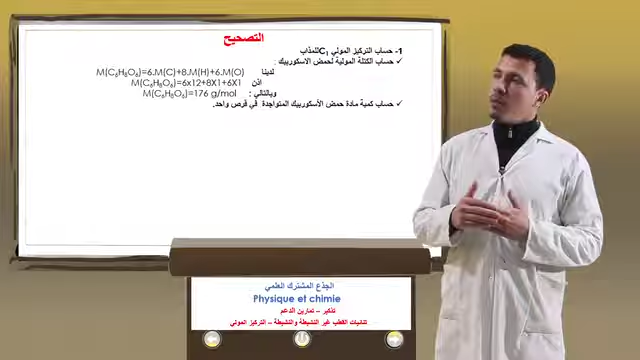 التصحيح
1- حساب التركيز المولي C₁للمذاب
✓ حساب الكتلة المولية لحمض الاسكوربيك :
لدينا M(C₆H₈O₆)=6.M(C)+8.M(H)+6.M(O)
اذن M(C₆H₈O₆)=6x12+8X1+6X1
وبالتالي : M(C₆H₈O₆)=176 g/mol
✓ حساب كمية مادة حمض الأسكوربيك المتواجدة في قرص واحد.
الجذع المشترك العلمي
Physique et chimie
تذكير – تمارين الدعم
ثنائيات القطب غير النشيطة والنشيطة – التركيز المولي